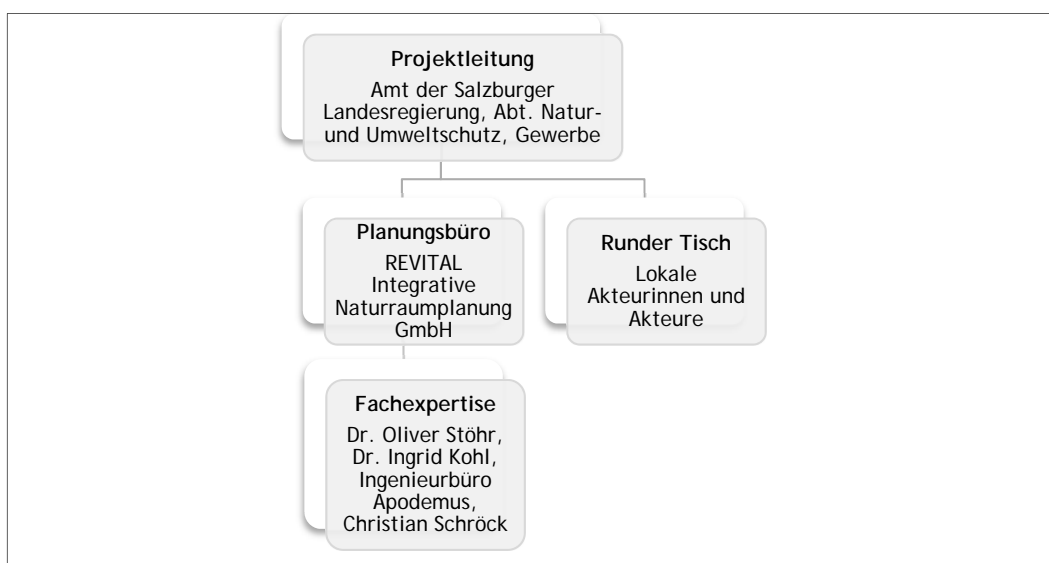 Projektleitung
Amt der Salzburger
Landesregierung, Abt. Natur-
und Umweltschutz, Gewerbe
Planungsbüro
REVITAL
Integrative
Naturraumplanung
GmbH
Runder Tisch
Lokale
Akteurinnen und
Akteure
Fachexpertise
Dr. Oliver Stöhr,
Dr. Ingrid Kohl,
Ingenieurbüro
Apodemus,
Christian Schröck